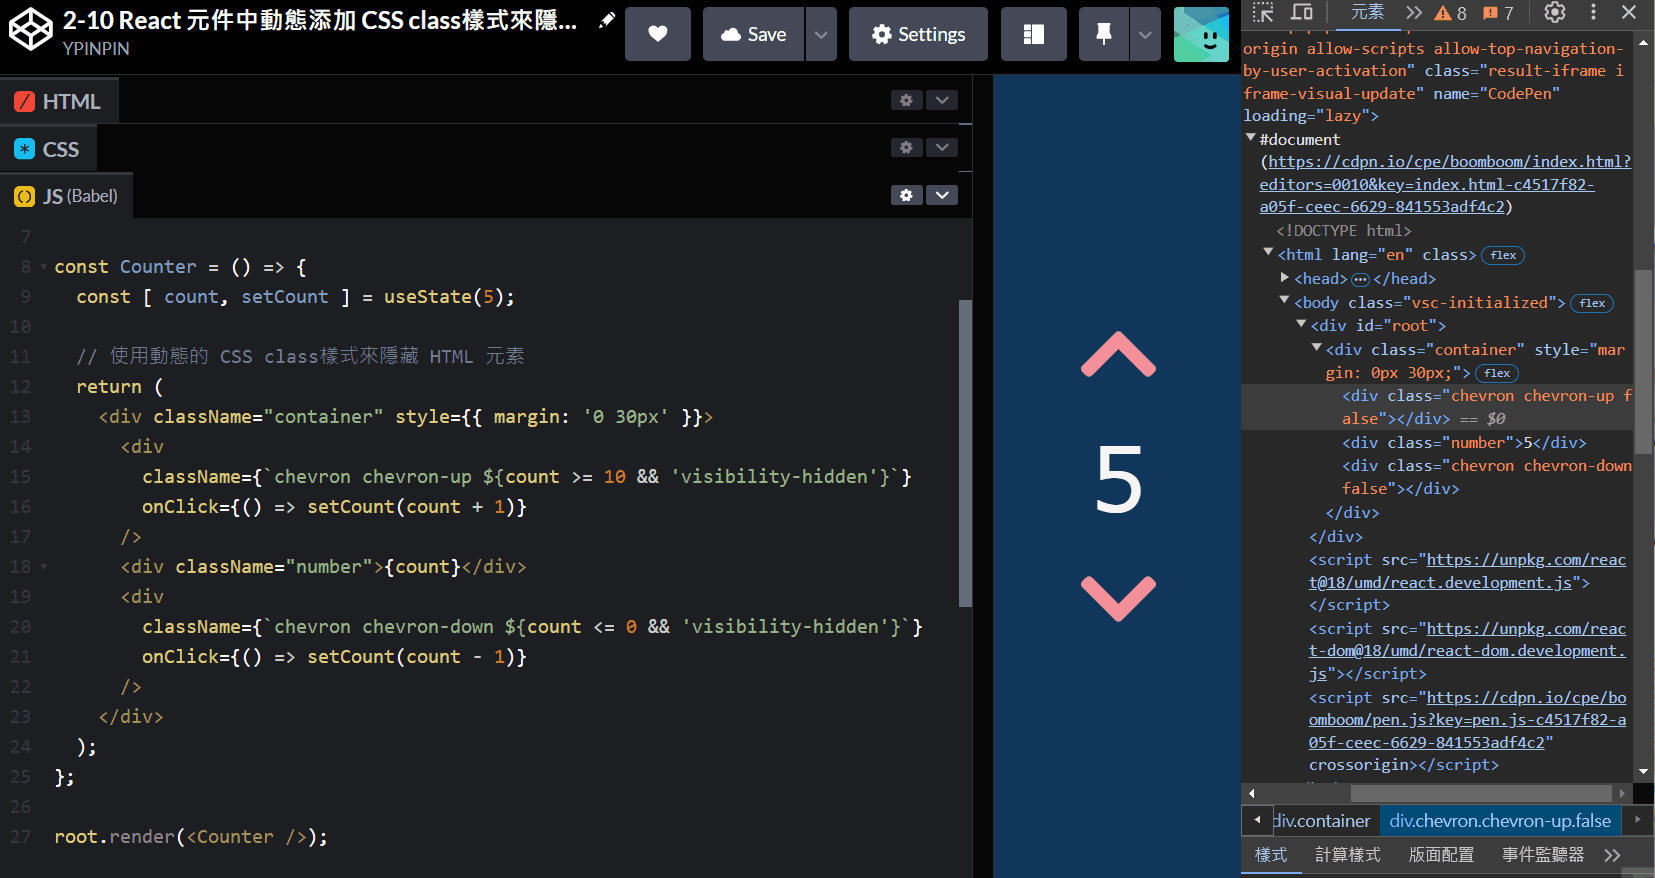 2-10 React 元件中動態添加 CSS class樣式來隱...
YPINPIN
Save
Settings
HTML
CSS
JS (Babel)
7
8 const Counter = () => {
9 const [ count, setCount ] = useState(5);
10
11 // 使用動態的 CSS class樣式來隱藏 HTML 元素
12 return (
13 <div className="container" style={{ margin: '0 30px' }}>
14 <div
15 className={`chevron chevron-up ${count >= 10 && 'visibility-hidden'}`}
16 onClick={() => setCount(count + 1)}
17 />
18 <div className="number">{count}</div>
19 <div
20 className={`chevron chevron-down ${count <= 0 && 'visibility-hidden'}`}
21 onClick={() => setCount(count - 1)}
22 />
23 </div>
24 );
25 };
26
27 root.render(<Counter />);
5
元素
8
7
origin allow-scripts allow-top-navigation-
by-user-activation" class="result-iframe i
frame-visual-update" name="CodePen"
loading="lazy">
#document
(https://cdpn.io/cpe/boomboom/index.html?
editors=0010&key=index.html-c4517f82-
a05f-ceec-6629-841553adf4c2)
<!DOCTYPE html>
<html lang="en" class> flex
<head>…</head>
<body class="vsc-initialized"> flex
<div id="root">
<div class="container" style="mar
gin: 0px 30px;"> flex
<div class="chevron chevron-up f
alse"></div> == $0
<div class="number">5</div>
<div class="chevron chevron-down
false"></div>
</div>
</div>
<script src="https://unpkg.com/reac
t@18/umd/react.development.js">
</script>
<script src="https://unpkg.com/reac
t-dom@18/umd/react-dom.development.
js"></script>
<script src="https://cdpn.io/cpe/bo
omboom/pen.js?key=pen.js-c4517f82-a
05f-ceec-6629-841553adf4c2"
crossorigin></script>
div.container div.chevron.chevron-up.false
樣式 計算樣式 版面配置 事件監聽器